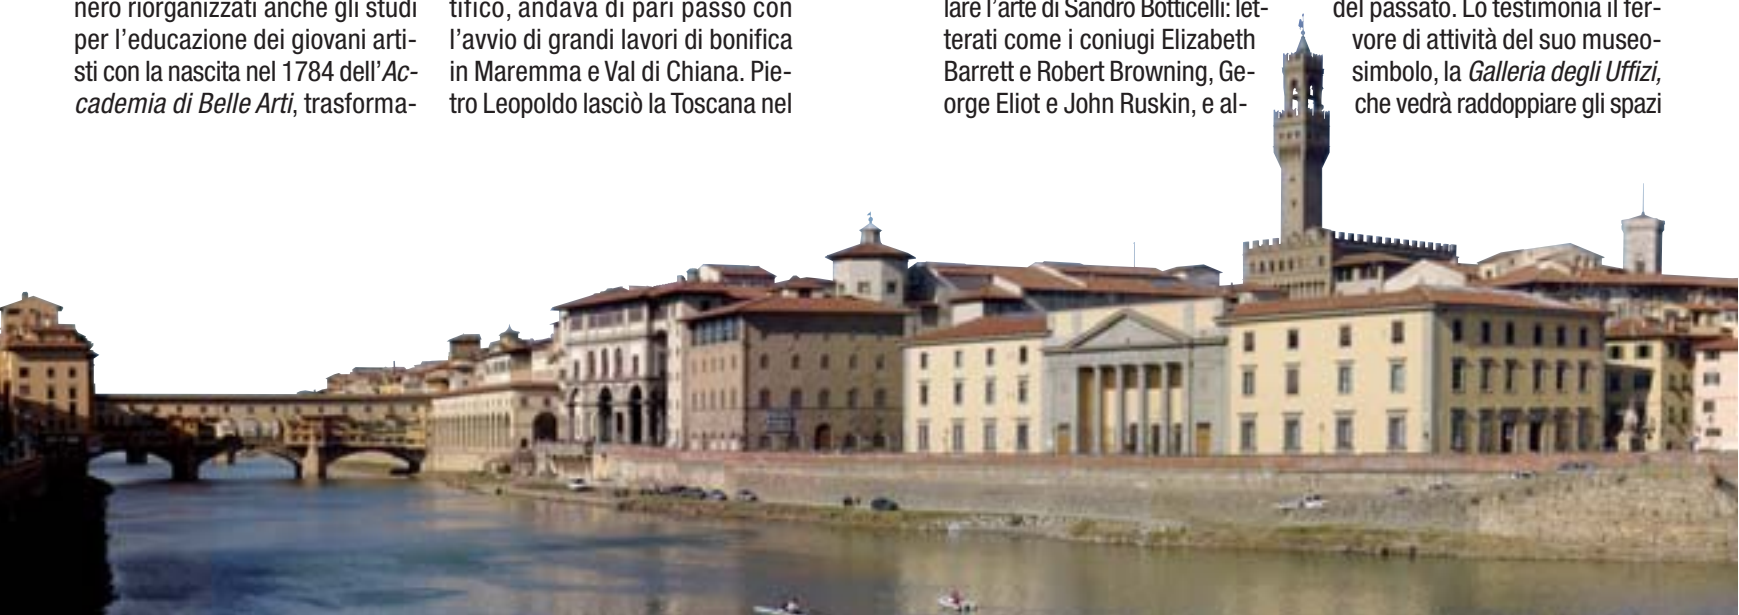 nero riorganizzati anche gli studi
per l'educazione dei giovani arti-
sti con la nascita nel 1784 dell'Ac-
cademia di Belle Arti, trasforma-
tifico, andava di pari passo con
l'avvio di grandi lavori di bonifica
in Maremma e Val di Chiana. Pie-
tro Leopoldo lasciò la Toscana nel
lare l'arte di Sandro Botticelli: let-
terati come i coniugi Elizabeth
Barrett e Robert Browning, Ge-
orge Eliot e John Ruskin, e al-
del passato. Lo testimonia il fer-
vore di attività del suo museo-
simbolo, la Galleria degli Uffizi,
che vedrà raddoppiare gli spazi